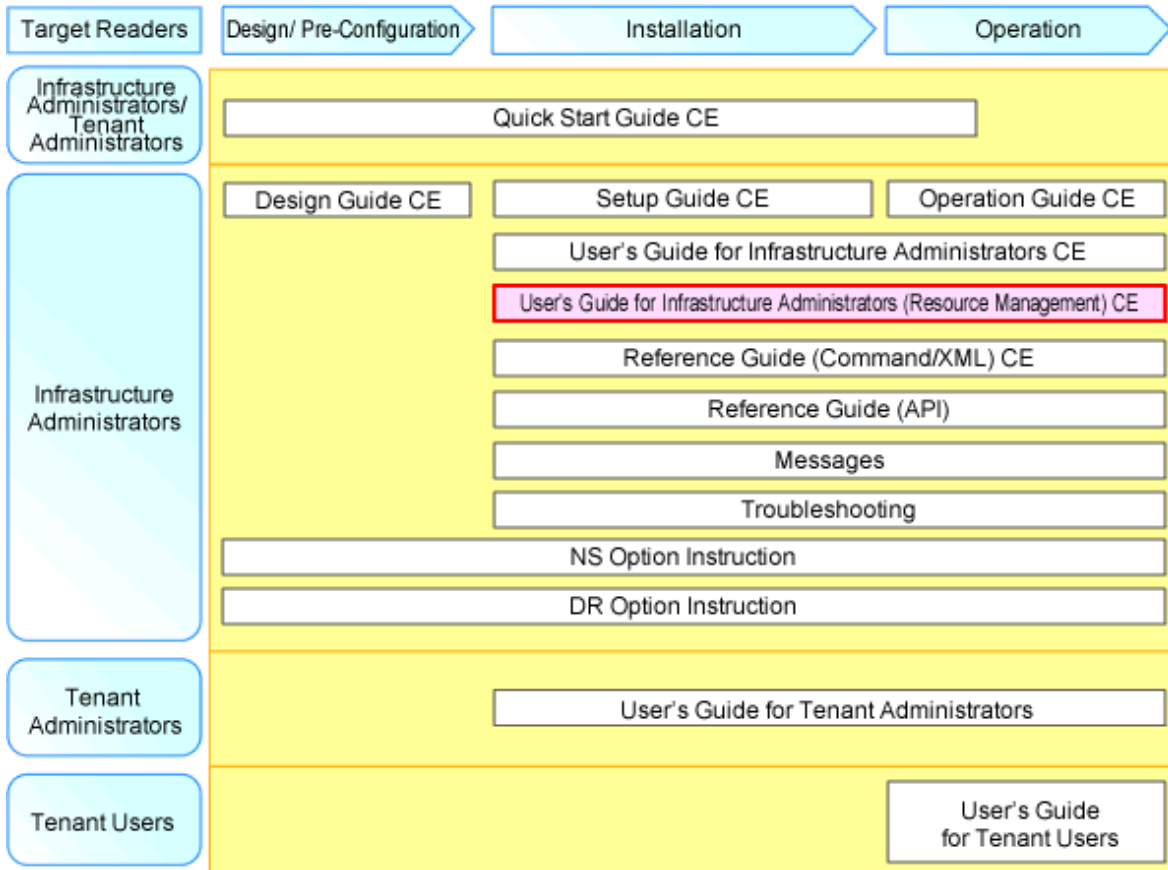 Target Readers
Design/ Pre-Configuration
Installation
Operation
Infrastructure
Administrators/
Tenant
Administrators
Quick Start Guide CE
Infrastructure
Administrators
Design Guide CE
Setup Guide CE
Operation Guide CE
User's Guide for Infrastructure Administrators CE
User's Guide for Infrastructure Administrators (Resource Management) CE
Reference Guide (Command/XML) CE
Reference Guide (API)
Messages
Troubleshooting
NS Option Instruction
DR Option Instruction
Tenant
Administrators
User's Guide for Tenant Administrators
Tenant Users
User's Guide
for Tenant Users